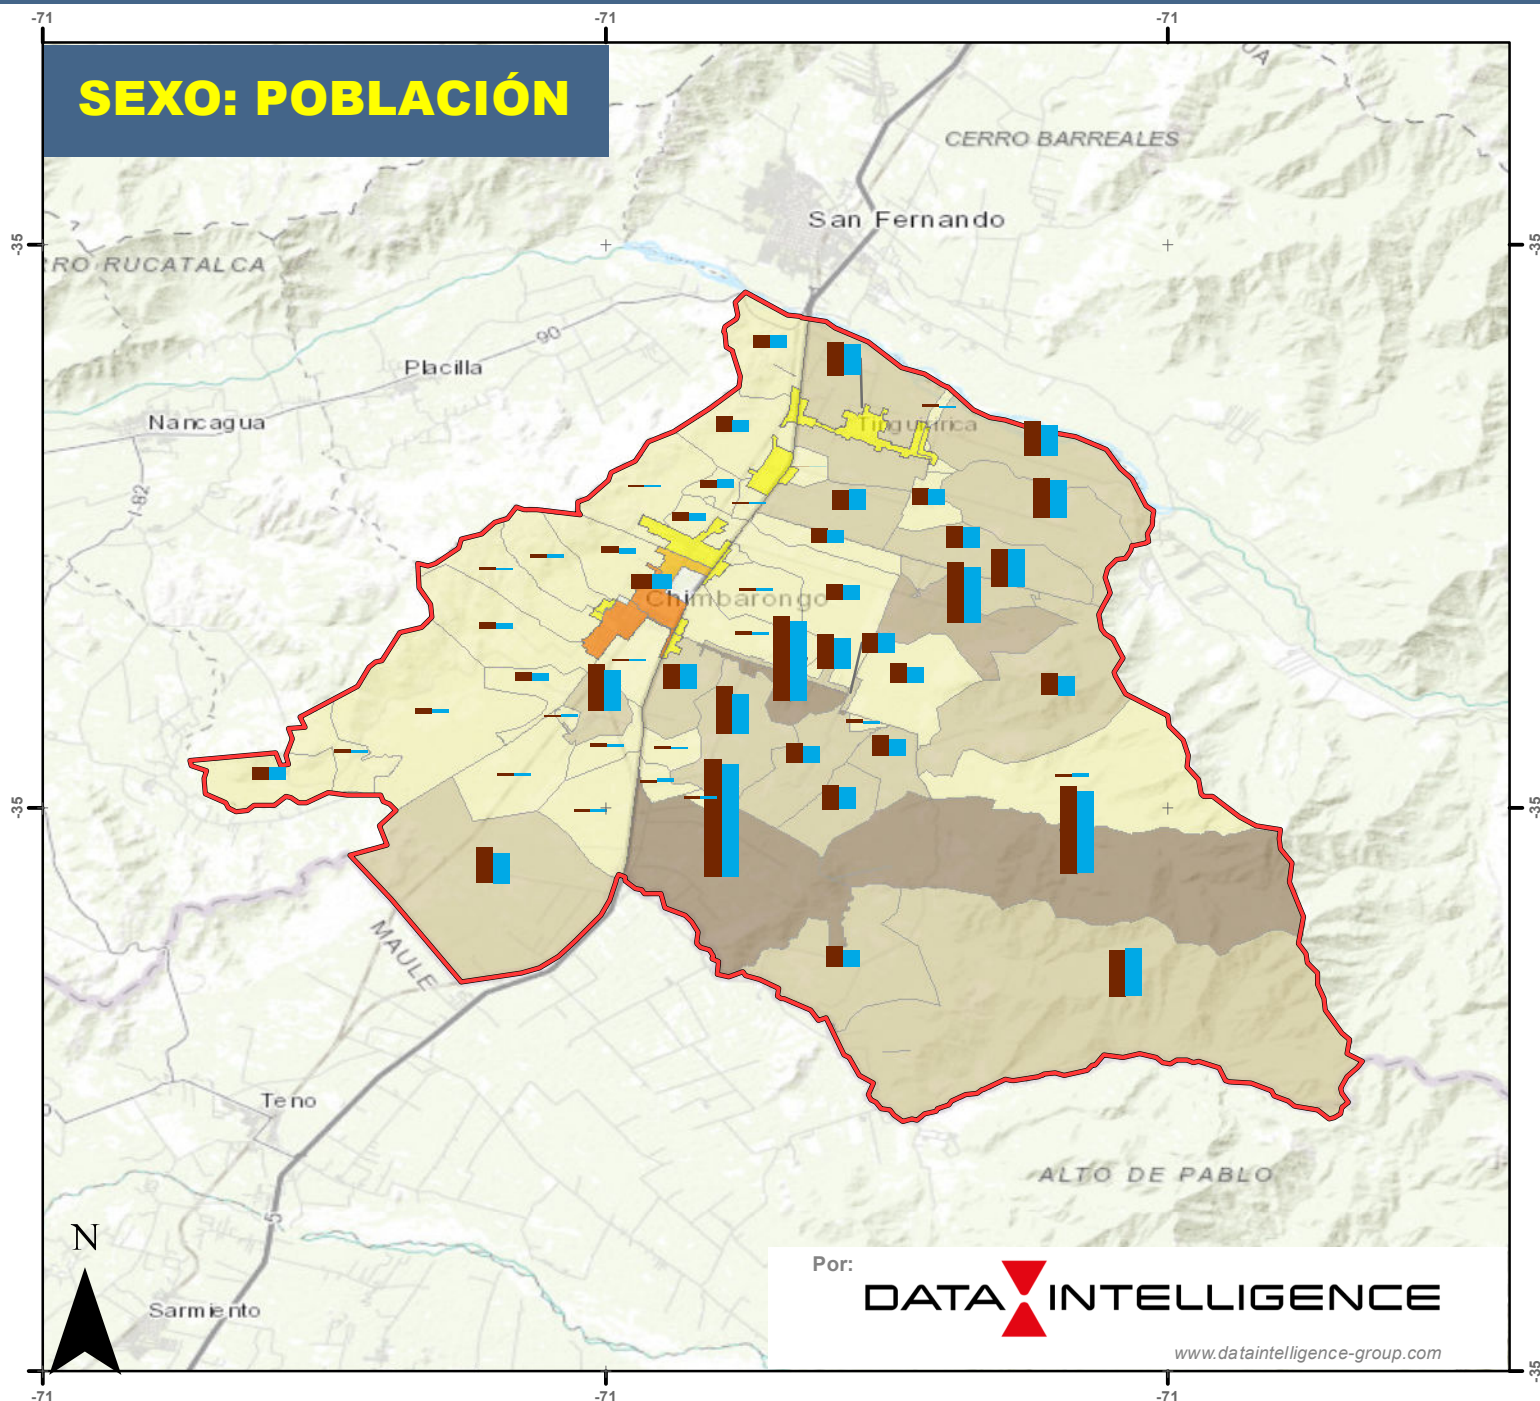 -71
-71
-71
SEXO: POBLACIÓN
UA
CERRO BARREALES
San Fernando
-35
-35
RRO RUCATALCA
90
Placilla
Nancagua
Tinguiririca
I-82
Chimbarongo
-35
-35
MAULE
Teno
ALTO DE PABLO
5
N
Por:
DATA INTELLIGENCE
Sarmiento
www.dataintelligence-group.com
-35
-71
-71
-71